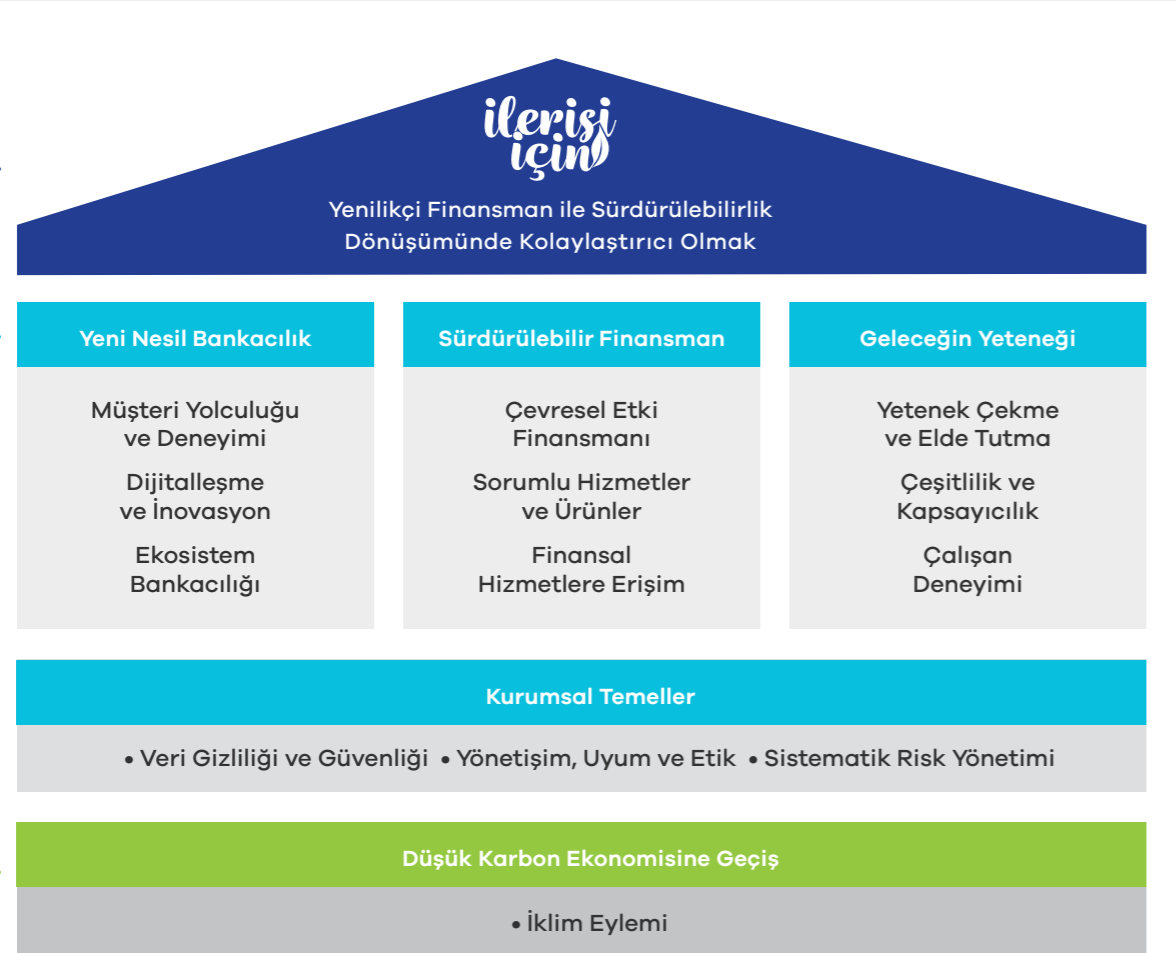 ilerisi
için
Yenilikçi Finansman ile Sürdürülebilirlik
Dönüşümünde Kolaylaştırıcı Olmak
Yeni Nesil Bankacılık
Müşteri Yolculuğu
ve Deneyimi
Dijitalleşme
ve İnovasyon
Ekosistem
Bankacılığı
Sürdürülebilir Finansman
Çevresel Etki
Finansmanı
Sorumlu Hizmetler
ve Ürünler
Finansal
Hizmetlere Erişim
Geleceğin Yeteneği
Yetenek Çekme
ve Elde Tutma
Çeşitlilik ve
Kapsayıcılık
Çalışan
Deneyimi
Kurumsal Temeller
• Veri Gizliliği ve Güvenliği • Yönetişim, Uyum ve Etik • Sistematik Risk Yönetimi
Düşük Karbon Ekonomisine Geçiş
• İklim Eylemi